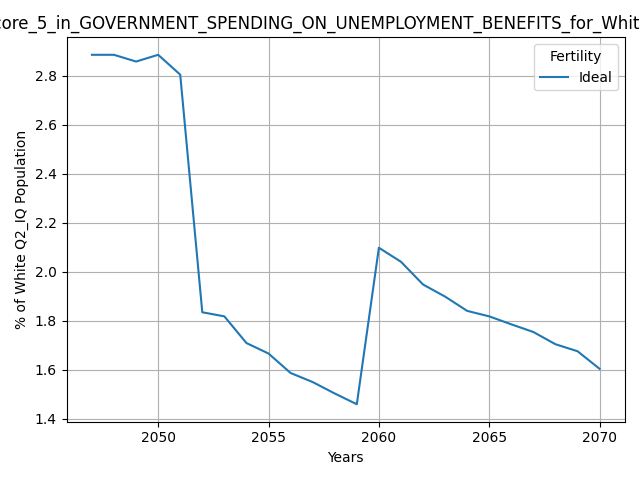 core_5_in_GOVERNMENT_SPENDING_ON_UNEMPLOYMENT_BENEFITS_for_Whit
Fertility
Ideal
% of White Q2_IQ Population
2.8
2.6
2.4
2.2
2.0
1.8
1.6
1.4
2050 2055 2060 2065 2070
Years